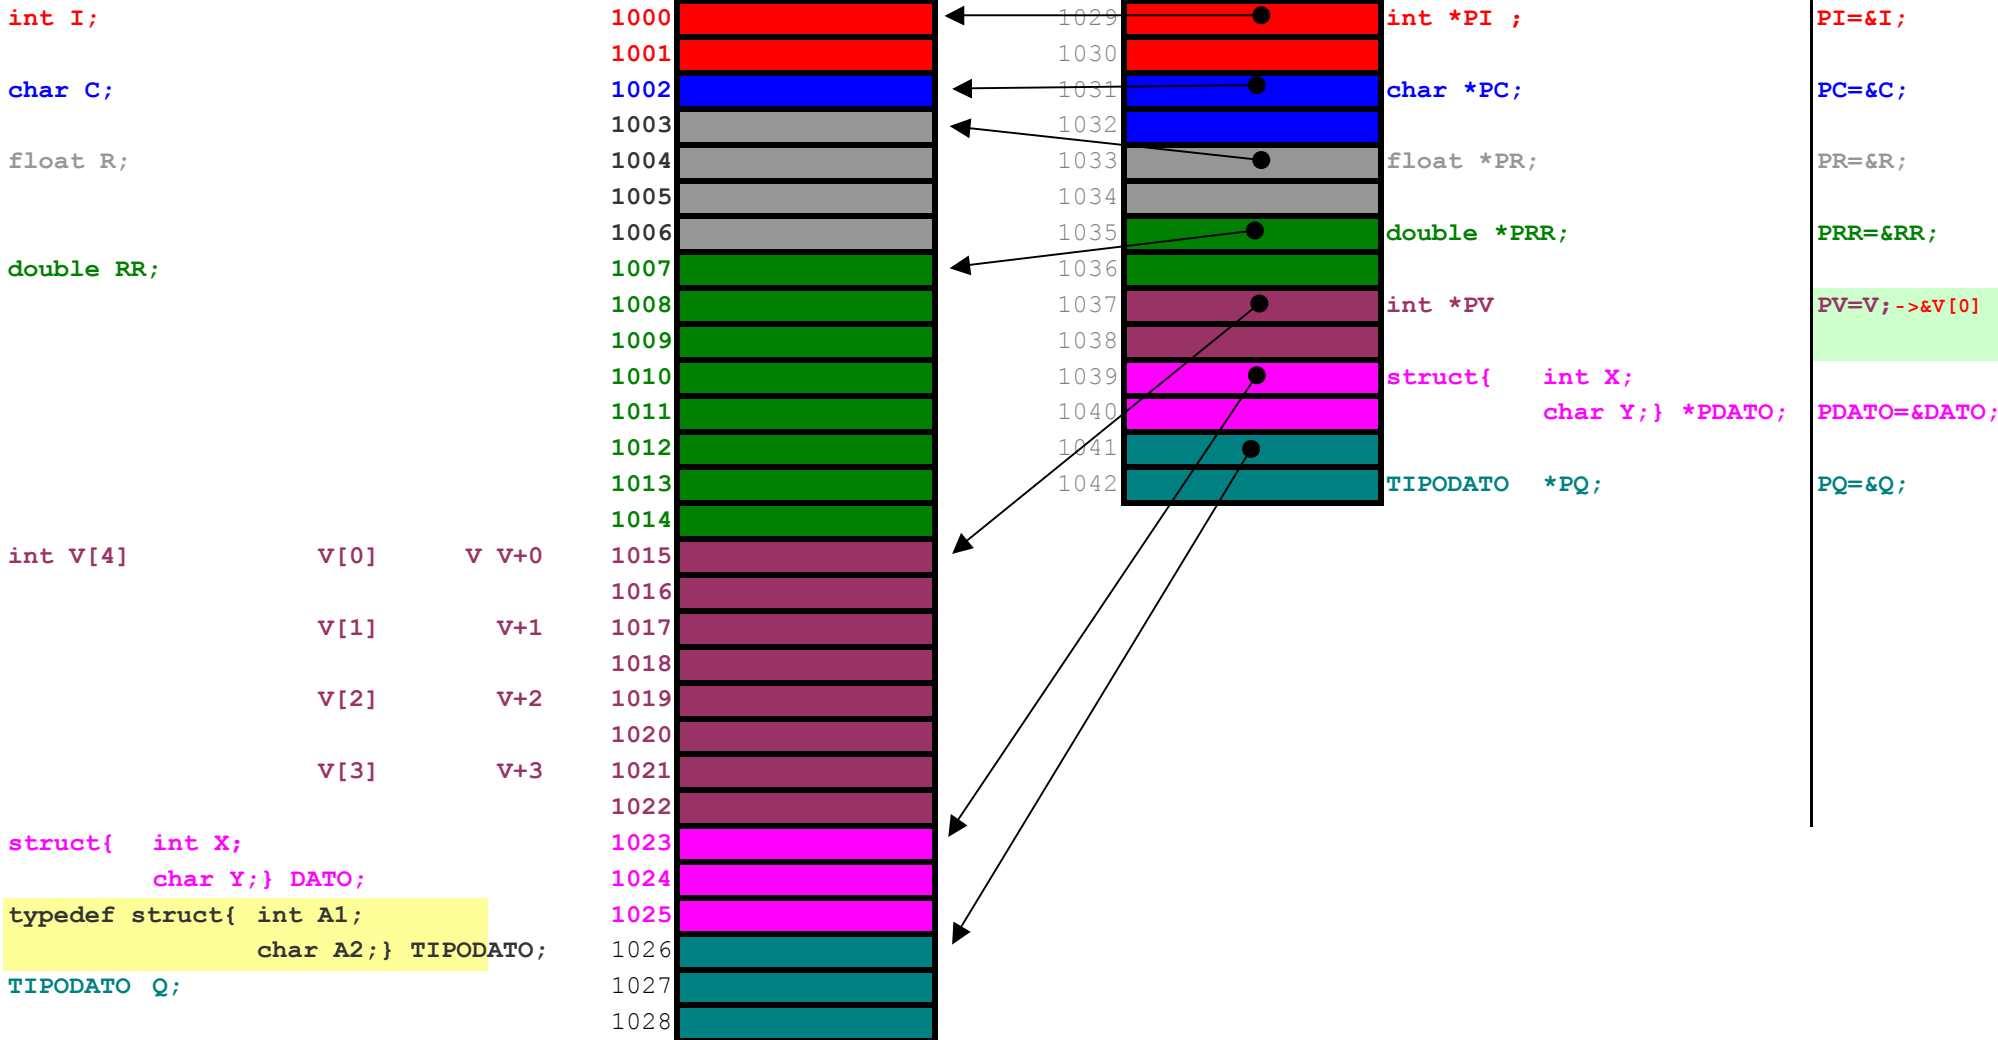 int I; 1000 1029 int *PI ; PI=&I;
1001 1030
char C; 1002 1031 char *PC; PC=&C;
1003 1032
float R; 1004 1033 float *PR; PR=&R;
1005 1034
1006 1035 double *PRR; PRR=&RR;
double RR; 1007 1036
1008 1037 int *PV PV=V;->&V[0]
1009 1038
1010 1039 struct{ int X;
1011 1040 char Y;} *PDATO; PDATO=&DATO;
1012 1041
1013 1042 TIPODATO *PQ; PQ=&Q;
1014
int V[4] V[0] V V+0 1015
1016
V[1] V+1 1017
1018
V[2] V+2 1019
1020
V[3] V+3 1021
1022
struct{ int X; 1023
char Y;} DATO; 1024
typedef struct{ int A1; 1025
char A2;} TIPODATO; 1026
TIPODATO Q; 1027
1028